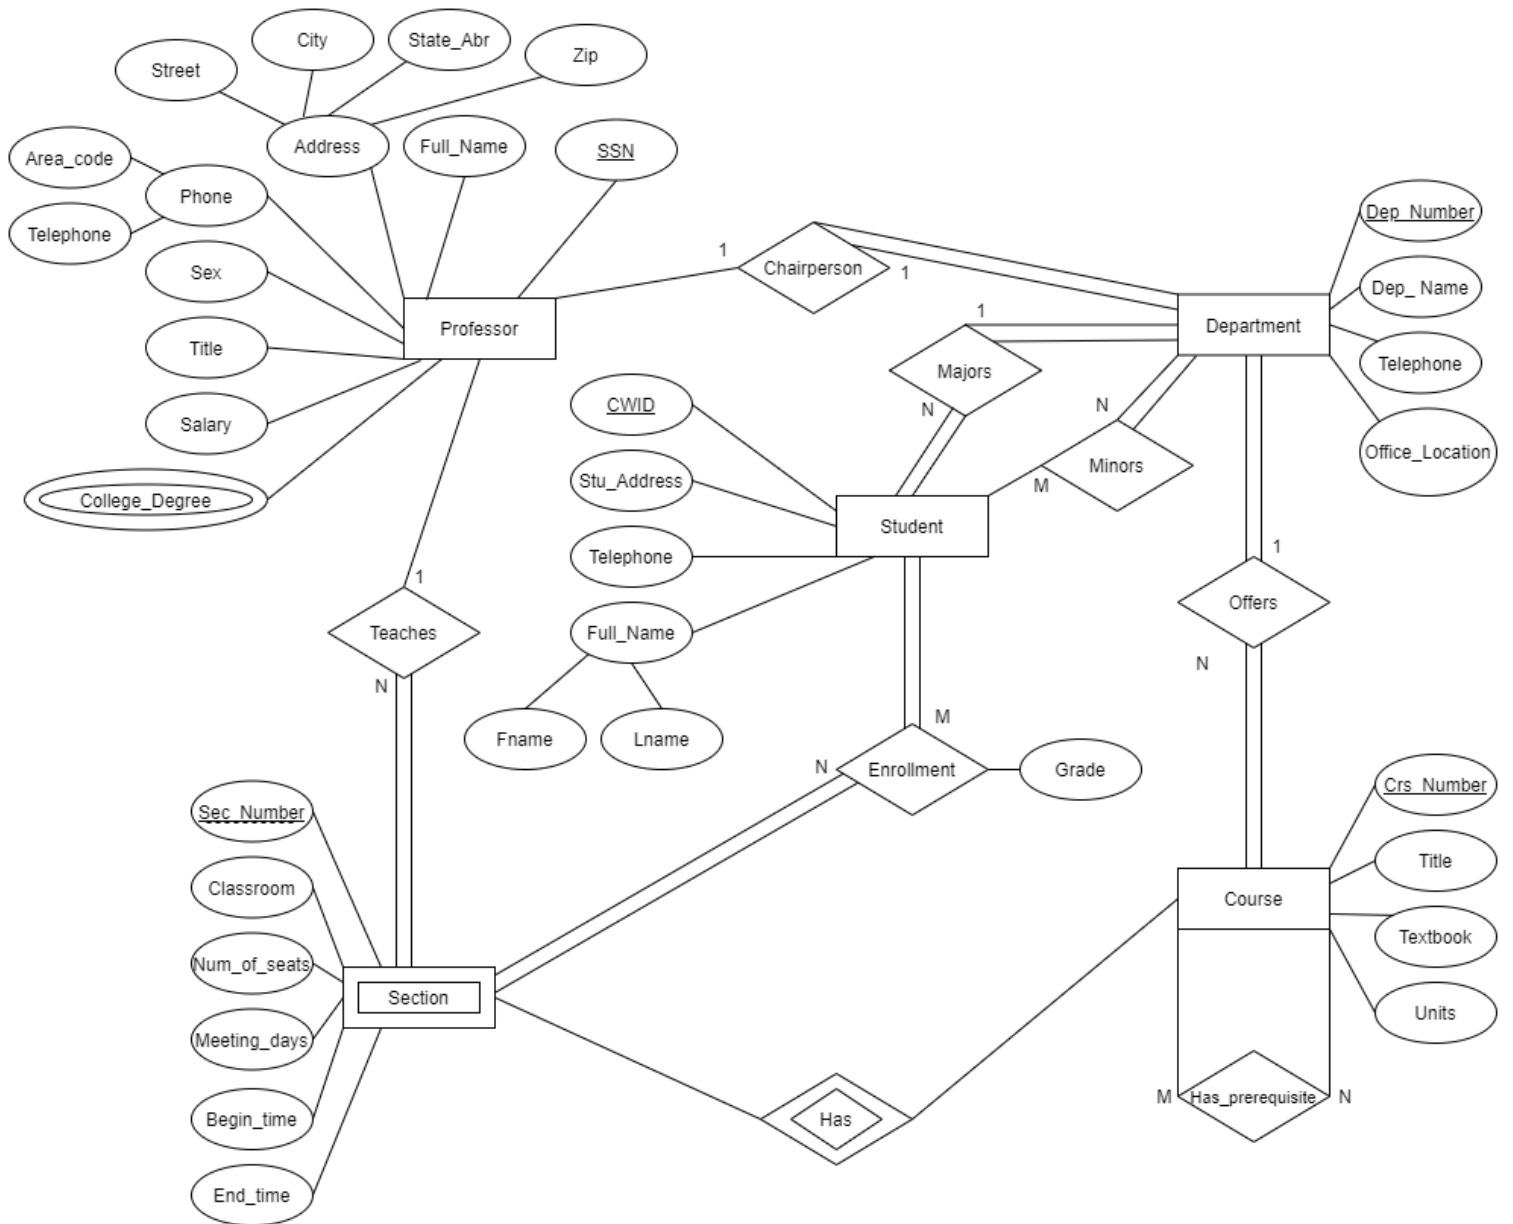 City
State_Abr
Zip
Street
Address
Full_Name
SSN
Area_code
Phone
Telephone
Sex
Title
Salary
College_Degree
Professor
1
Chairperson
1
Dep_Number
Dep_ Name
Department
Telephone
Office_Location
1
Majors
N
N
Minors
M
CWID
Stu_Address
Student
Telephone
Full_Name
Fname
Lname
1
Teaches
N
1
Offers
N
M
N
Enrollment
Grade
Sec_Number
Classroom
Num_of_seats
Section
Meeting_days
Begin_time
End_time
Has
Crs_Number
Title
Course
Textbook
Units
M
Has_prerequisite
N